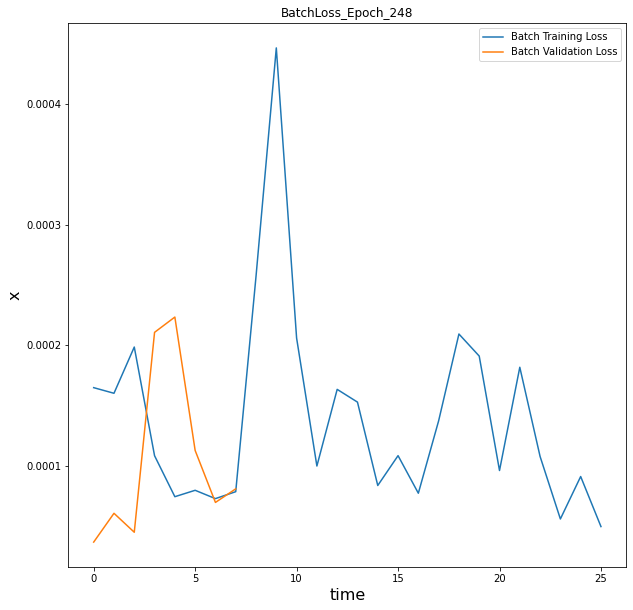 BatchLoss_Epoch_248
Batch Training Loss
Batch Validation Loss
0.0004
0.0003
0.0002
0.0001
x
0 5 10 15 20 25
time